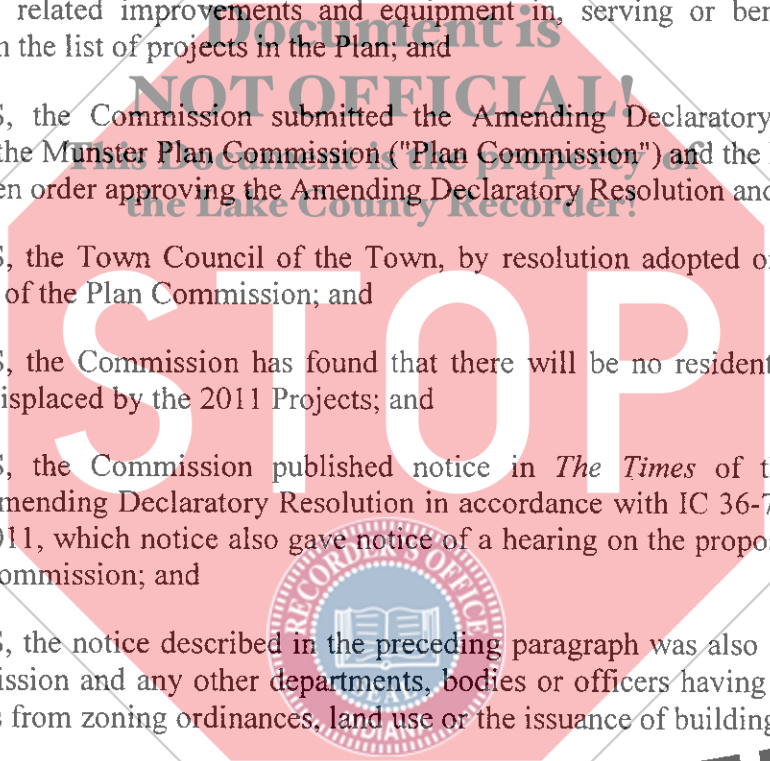 related improvements and equipment in, serving or ben
the list of projects in the Plan; and
Document is
NOT OFFICIAL!
This Document is the property of
the Lake County Recorder!
S, the Commission submitted the Amending Declaratory
the Munster Plan Commission ("Plan Commission") and the
en order approving the Amending Declaratory Resolution and
S, the Town Council of the Town, by resolution adopted o
of the Plan Commission; and
S, the Commission has found that there will be no resident
isplaced by the 2011 Projects; and
S, the Commission published notice in The Times of t
mending Declaratory Resolution in accordance with IC 36-7
011, which notice also gave notice of a hearing on the propo
ommission; and
S, the notice described in the preceding paragraph was also
ission and any other departments, bodies or officers having
s from zoning ordinances, land use or the issuance of building
STOP
RECORDER'S OFFICE
SEAL
INDIANA